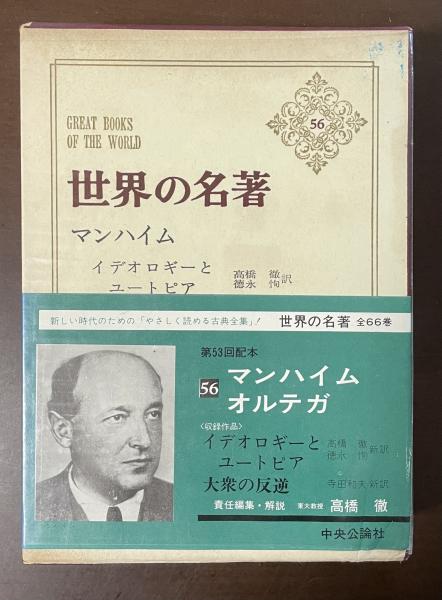 GREAT BOOKS
OF THE WORLD
56
世界の名著
マンハイム
イデオロギーと
ユートピア
高橋 徹
徳永 恂
訳
新しい時代のための「やさしく読める古典全集」!
世界の名著 全66巻
第53回配本
56
マンハイム
オルテガ
〈収録作品〉
イデオロギーと
ユートピア
高橋 徹
徳永 恂
新訳
大衆の反逆 寺田和夫・新訳
責任編集・解説 東大教授 高橋 徹
中央公論社